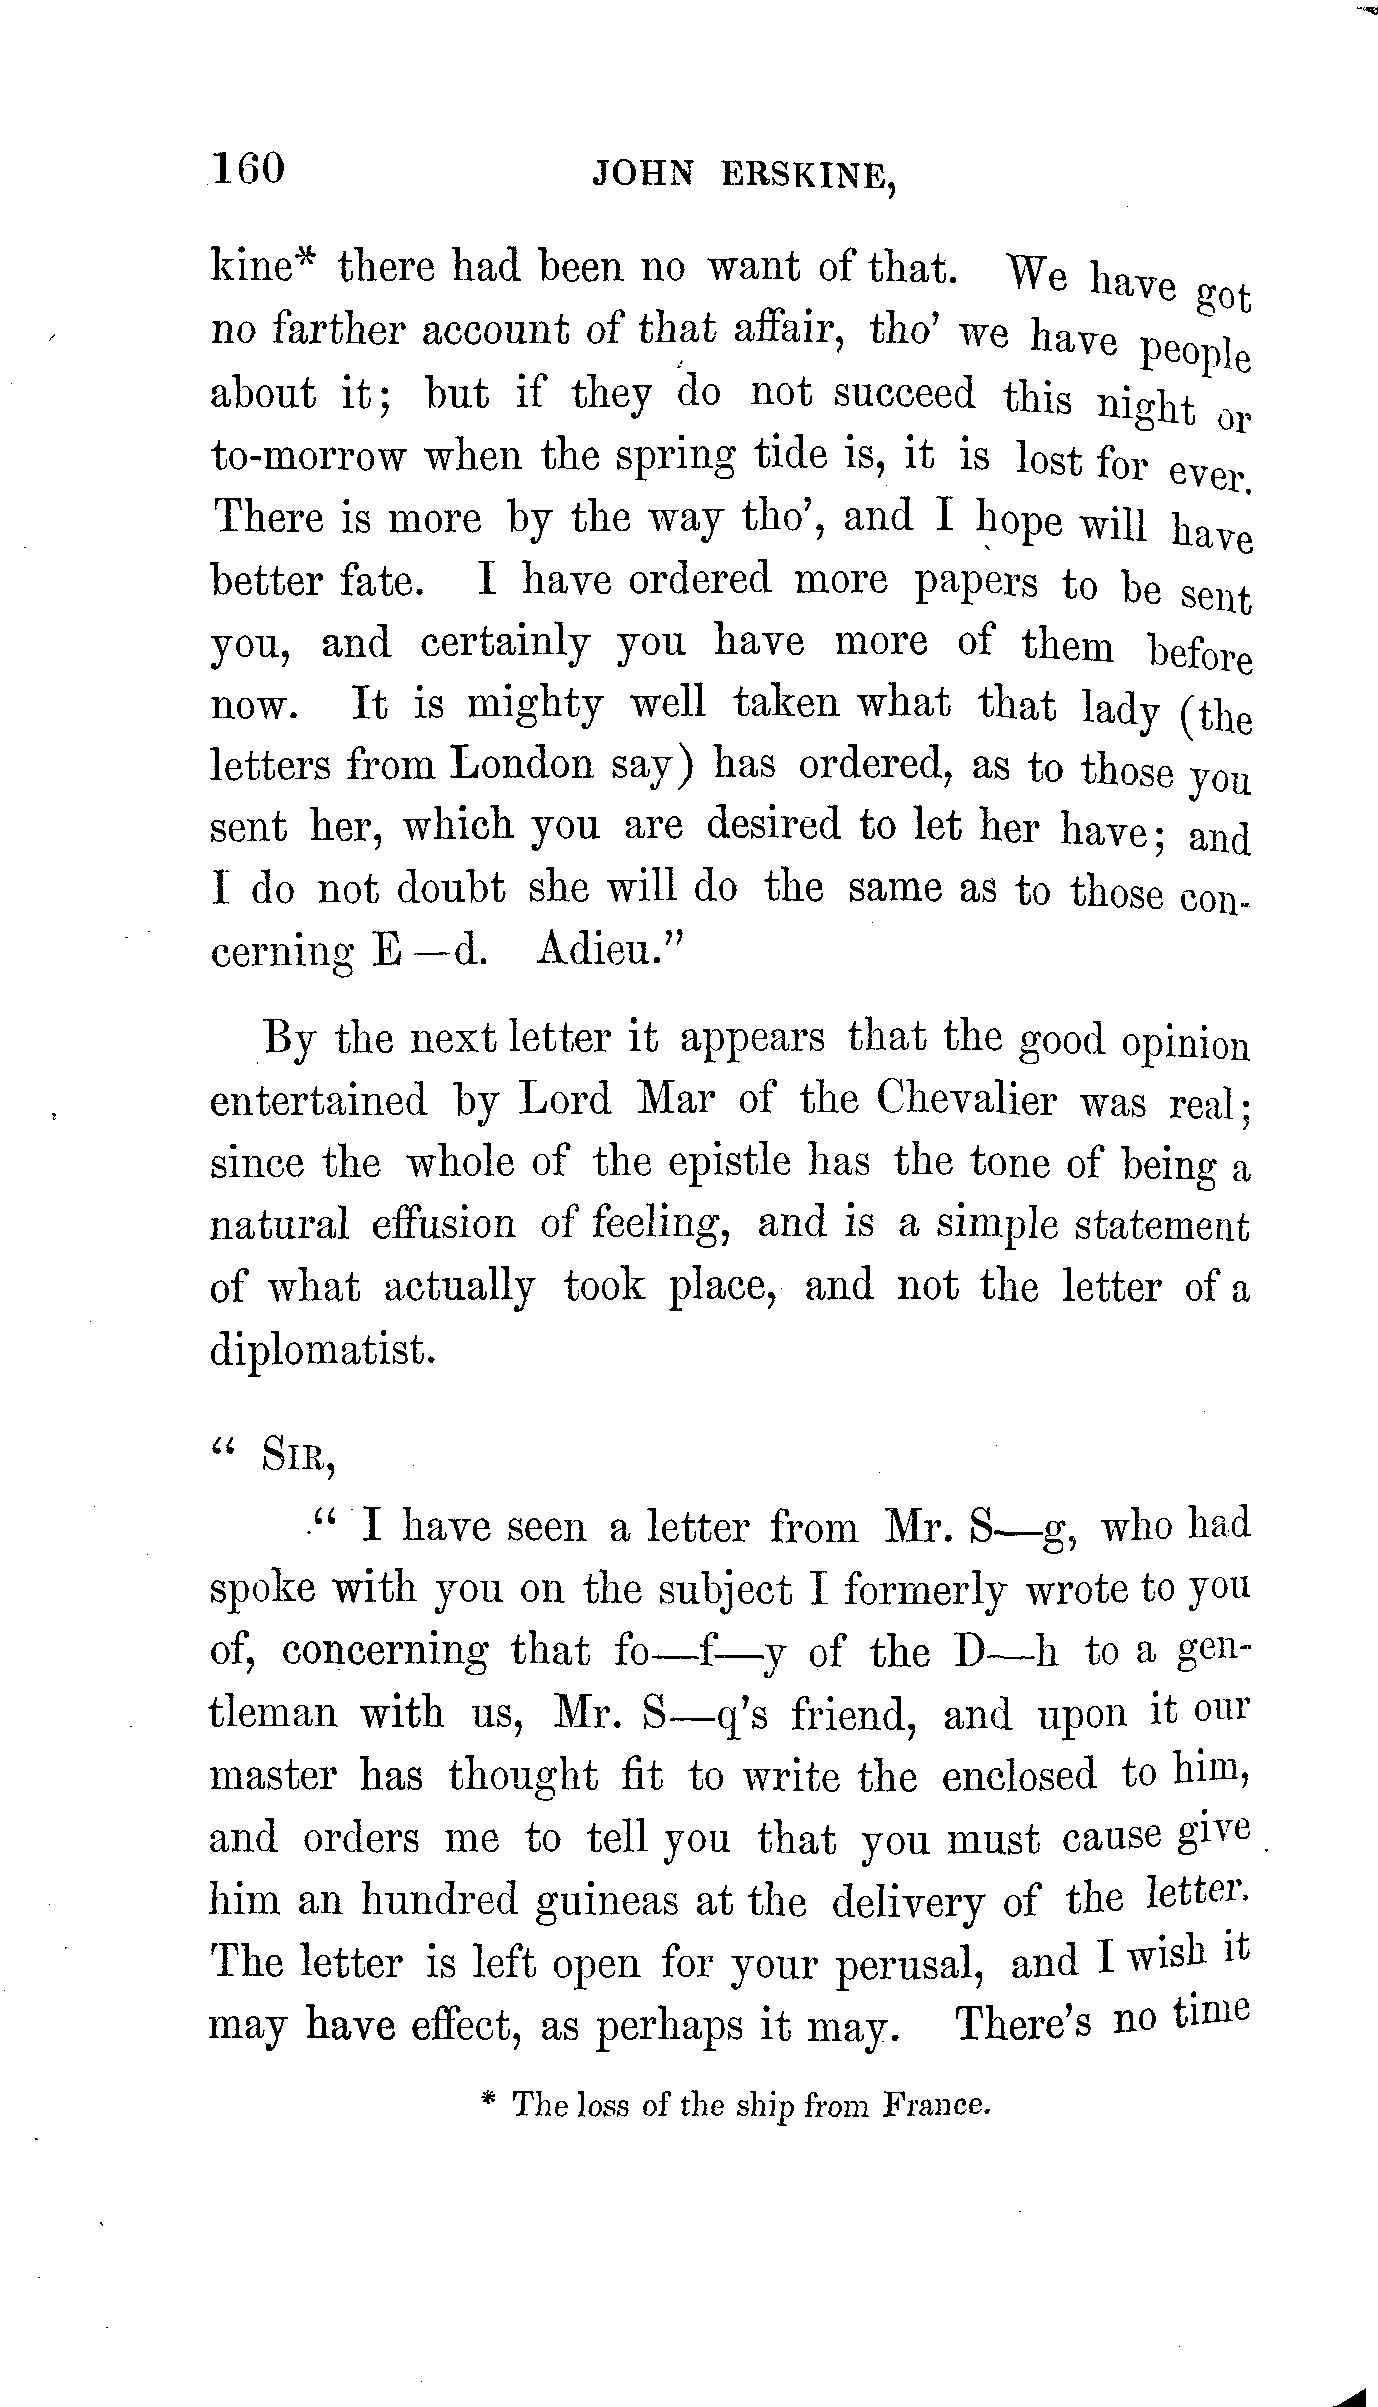 160 JOHN ERSKINE,
kine* there had been no want of that. We have got
no farther account of that affair, tho' we have people
about it; but if they do not succeed this night or
to-morrow when the spring tide is, it is lost for ever.
There is more by the way tho', and I hope will have
better fate. I have ordered more papers to be sent
you, and certainly you have more of them before
now. It is mighty well taken what that lady (the
letters from London say) has ordered, as to those you
sent her, which you are desired to let her have; and
I do not doubt she will do the same as to those con-
cerning E—d. Adieu."
By the next letter it appears that the good opinion
entertained by Lord Mar of the Chevalier was real;
since the whole of the epistle has the tone of being a
natural effusion of feeling, and is a simple statement
of what actually took place, and not the letter of a
diplomatist.
" SIR,
" I have seen a letter from Mr. S—g, who had
spoke with you on the subject I formerly wrote to you
of, concerning that fo—f—y of the D—h to a gen-
tleman with us, Mr. S—q's friend, and upon it our
master has thought fit to write the enclosed to him,
and orders me to tell you that you must cause give
him an hundred guineas at the delivery of the letter.
The letter is left open for your perusal, and I wish it
may have effect, as perhaps it may. There's no time
* The loss of the ship from France.